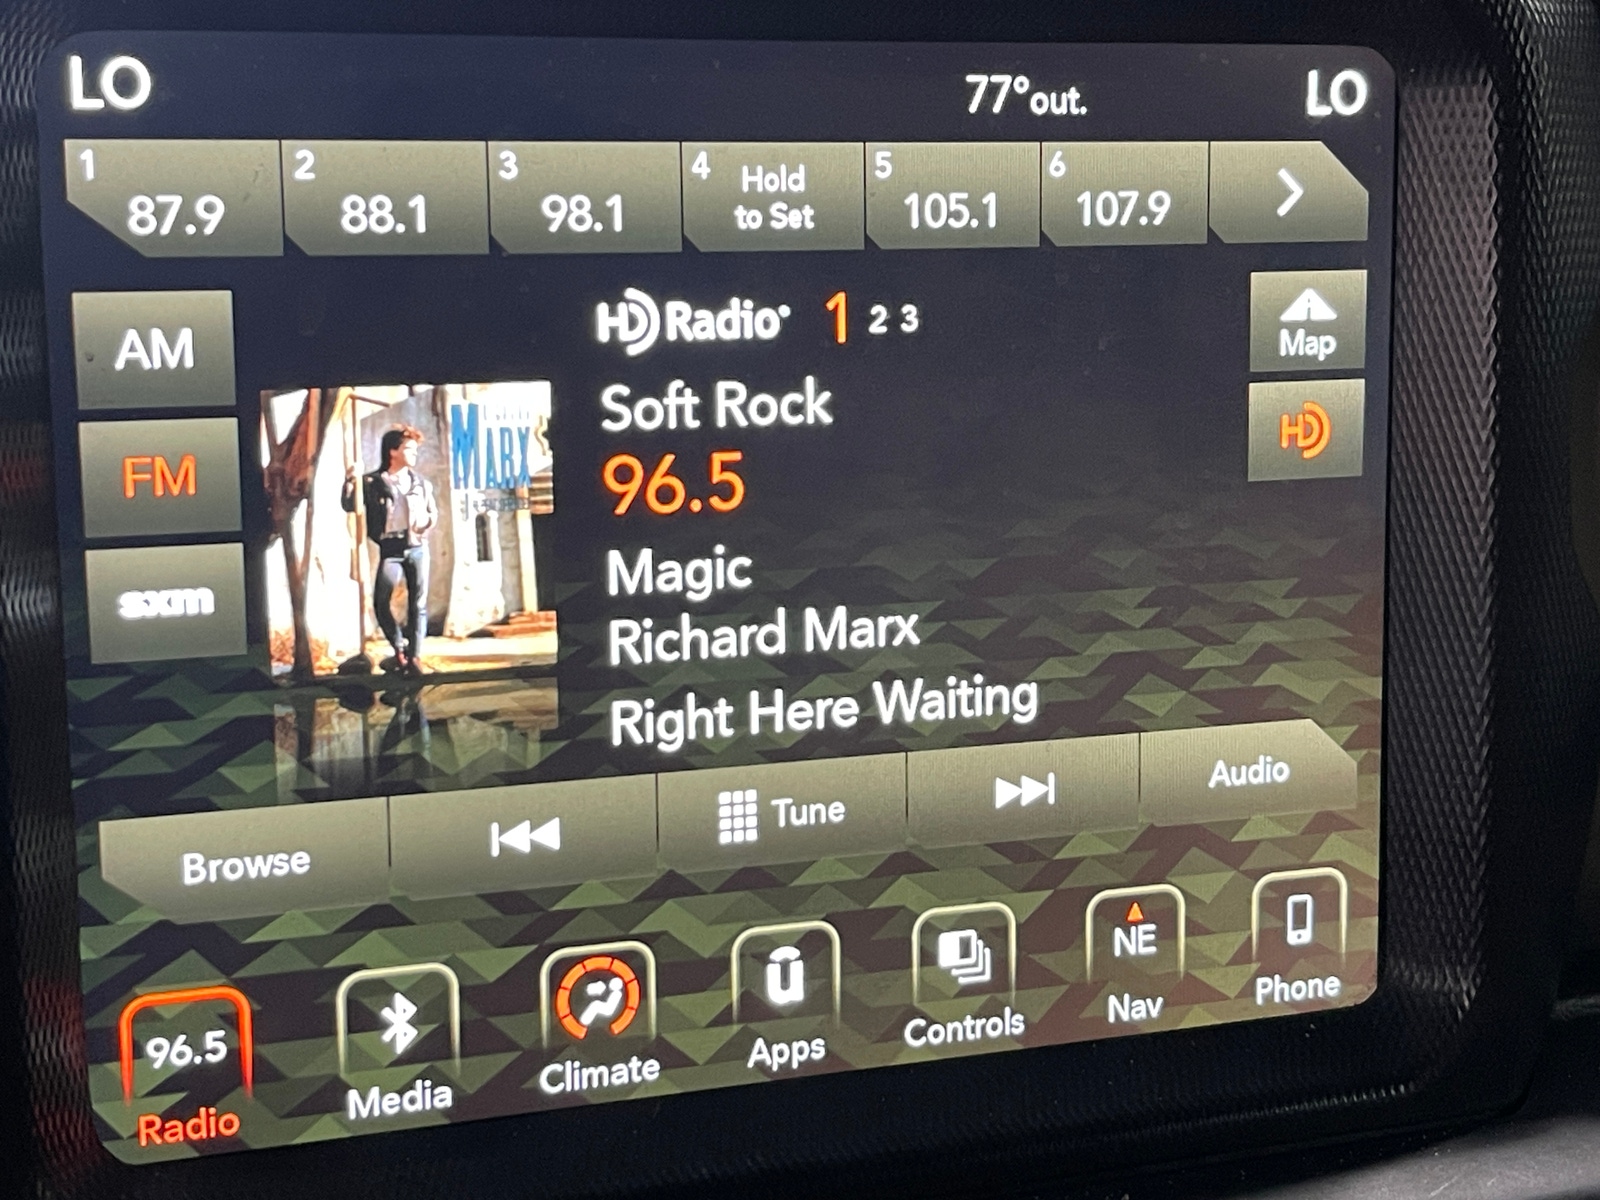 LO 77°out. LO
1 2 3 4 5 6
87.9 88.1 98.1 Hold to Set 105.1 107.9
HD Radio 1 2 3
AM
Map
Soft Rock
FM
96.5
HD
MARX
sxm
Magic
Richard Marx
Right Here Waiting
Browse Tune Audio
96.5 NE
Radio Media Climate Apps Controls Nav Phone